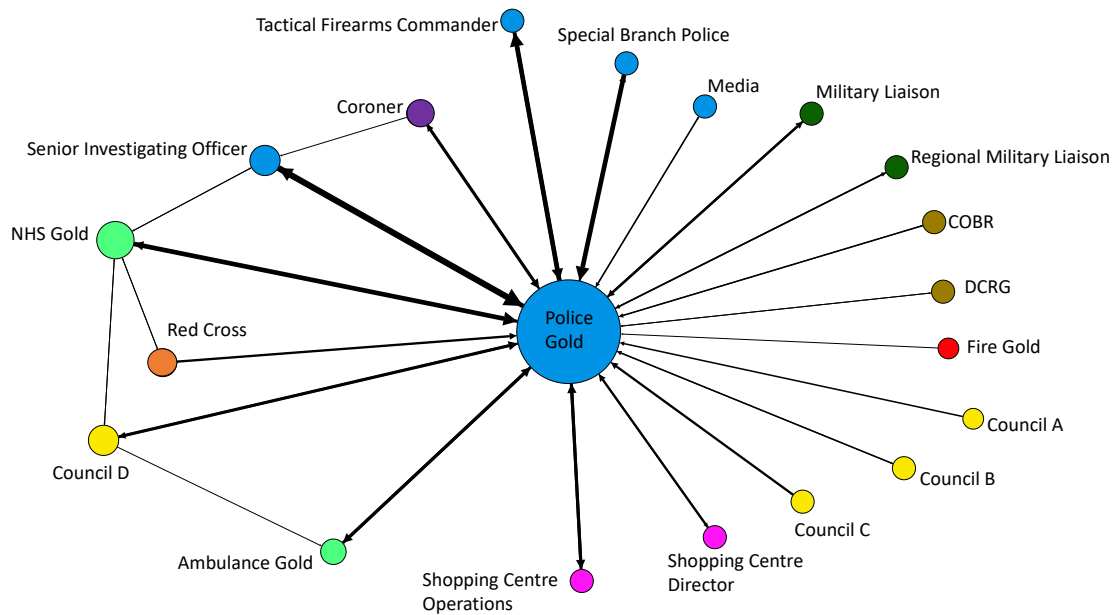 Tactical Firearms Commander
Special Branch Police
Media
Military Liaison
Coroner
Senior Investigating Officer
Regional Military Liaison
NHS Gold
COBR
DCRG
Police
Gold
Red Cross
Fire Gold
Council A
Council D
Council B
Council C
Ambulance Gold
Shopping Centre
Director
Shopping Centre
Operations